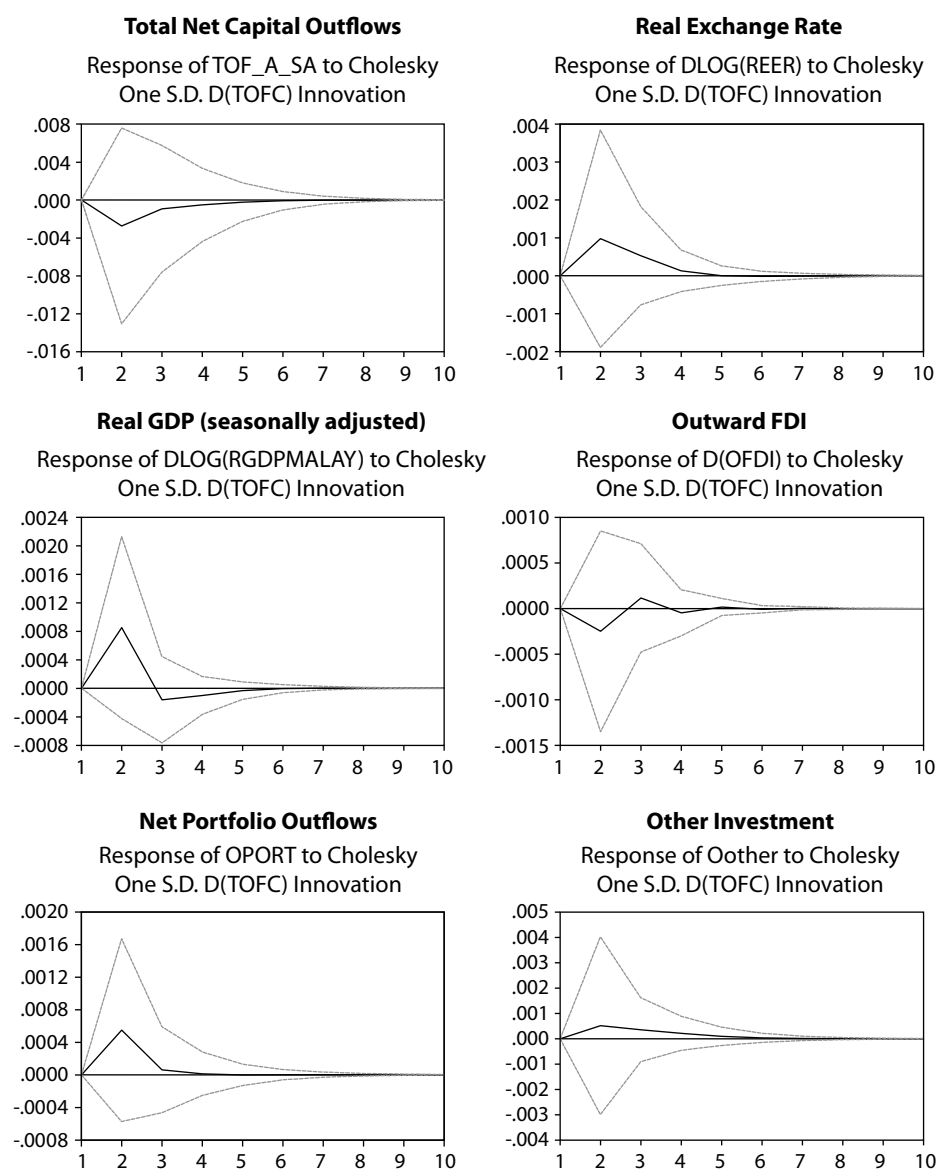 Total Net Capital Outflows
Response of TOF_A_SA to Cholesky
One S.D. D(TOFC) Innovation
.008
.004
.000
-.004
-.008
-.012
-.016
1 2 3 4 5 6 7 8 9 10
Real Exchange Rate
Response of DLOG(REER) to Cholesky
One S.D. D(TOFC) Innovation
.004
.003
.002
.001
.000
-.001
-.002
1 2 3 4 5 6 7 8 9 10
Real GDP (seasonally adjusted)
Response of DLOG(RGDPMALAY) to Cholesky
One S.D. D(TOFC) Innovation
.0024
.0020
.0016
.0012
.0008
.0004
.0000
-.0004
-.0008
1 2 3 4 5 6 7 8 9 10
Outward FDI
Response of D(OFDI) to Cholesky
One S.D. D(TOFC) Innovation
.0010
.0005
.0000
-.0005
-.0010
-.0015
1 2 3 4 5 6 7 8 9 10
Net Portfolio Outflows
Response of OPORT to Cholesky
One S.D. D(TOFC) Innovation
.0020
.0016
.0012
.0008
.0004
.0000
-.0004
-.0008
1 2 3 4 5 6 7 8 9 10
Other Investment
Response of Oother to Cholesky
One S.D. D(TOFC) Innovation
.005
.004
.003
.002
.001
.000
-.001
-.002
-.003
-.004
1 2 3 4 5 6 7 8 9 10